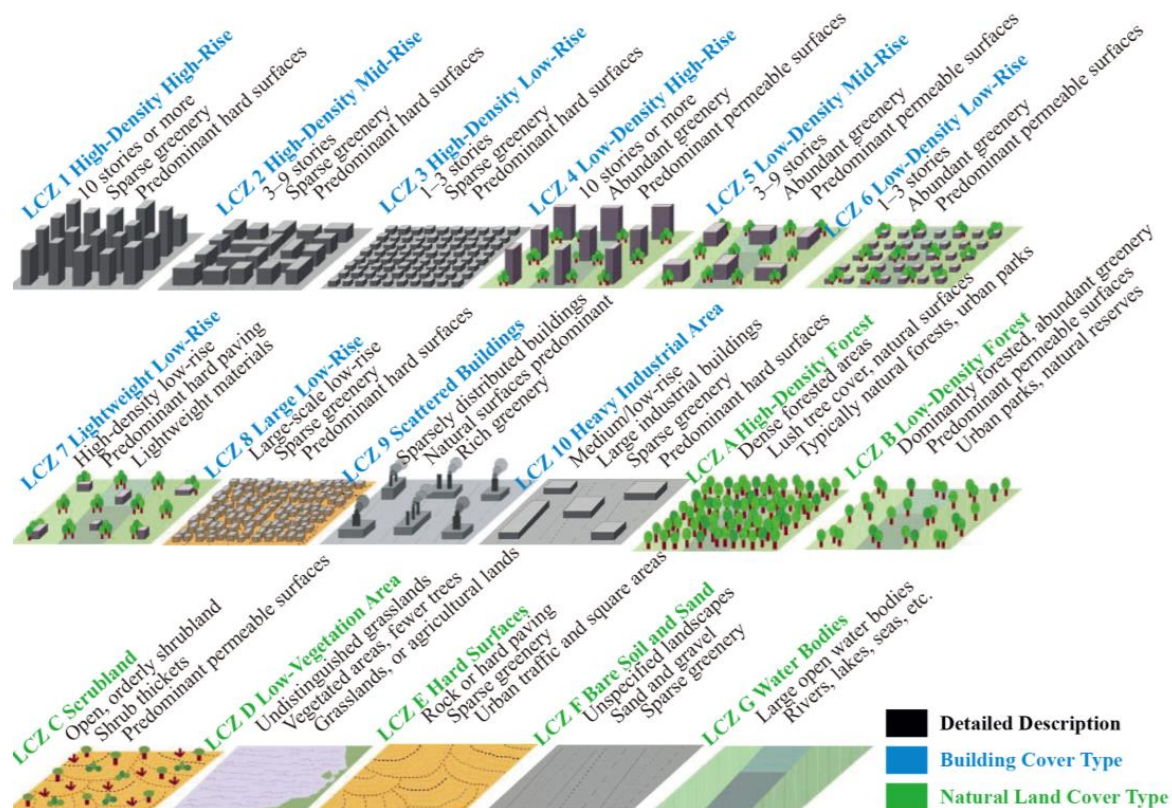 LCZ 1 High-Density High-Rise
10 stories or more
Sparse greenery
Predominant hard surfaces
LCZ 2 High-Density Mid-Rise
3–9 stories
Sparse greenery
Predominant hard surfaces
LCZ 3 High-Density Low-Rise
1–3 stories
Sparse greenery
Predominant hard surfaces
LCZ 4 Low-Density High-Rise
10 stories or more
Abundant greenery
Predominant permeable surfaces
LCZ 5 Low-Density Mid-Rise
3–9 stories
Abundant greenery
Predominant permeable surfaces
LCZ 6 Low-Density Low-Rise
1–3 stories
Abundant greenery
Predominant permeable surfaces
LCZ 7 Lightweight Low-Rise
High-density low-rise
Predominant hard paving
Lightweight materials
LCZ 8 Large Low-Rise
Large-scale low-rise
Sparse greenery
Predominant hard surfaces
LCZ 9 Scattered Buildings
Sparsely distributed buildings
Natural surfaces predominant
Rich greenery
LCZ 10 Heavy Industrial Area
Medium/low-rise
Large industrial buildings
Sparse greenery
Predominant hard surfaces
LCZ A High-Density Forest
Dense forested areas
Lush tree cover, natural surfaces
Typically natural forests, urban parks
LCZ B Low-Density Forest
Dominantly forested, abundant greenery
Predominant permeable surfaces
Urban parks, natural reserves
LCZ C Scrubland
Open, orderly shrubland
Shrub thickets
Predominant permeable surfaces
LCZ D Low-Vegetation Area
Undistinguished grasslands
Vegetated areas, fewer trees
Grasslands, or agricultural lands
LCZ E Hard Surfaces
Rock or hard paving
Sparse greenery
Urban traffic and square areas
LCZ F Bare Soil and Sand
Unspecified landscapes
Sand and gravel
Sparse greenery
LCZ G Water Bodies
Large open water bodies
Rivers, lakes, seas, etc.
Detailed Description
Building Cover Type
Natural Land Cover Type